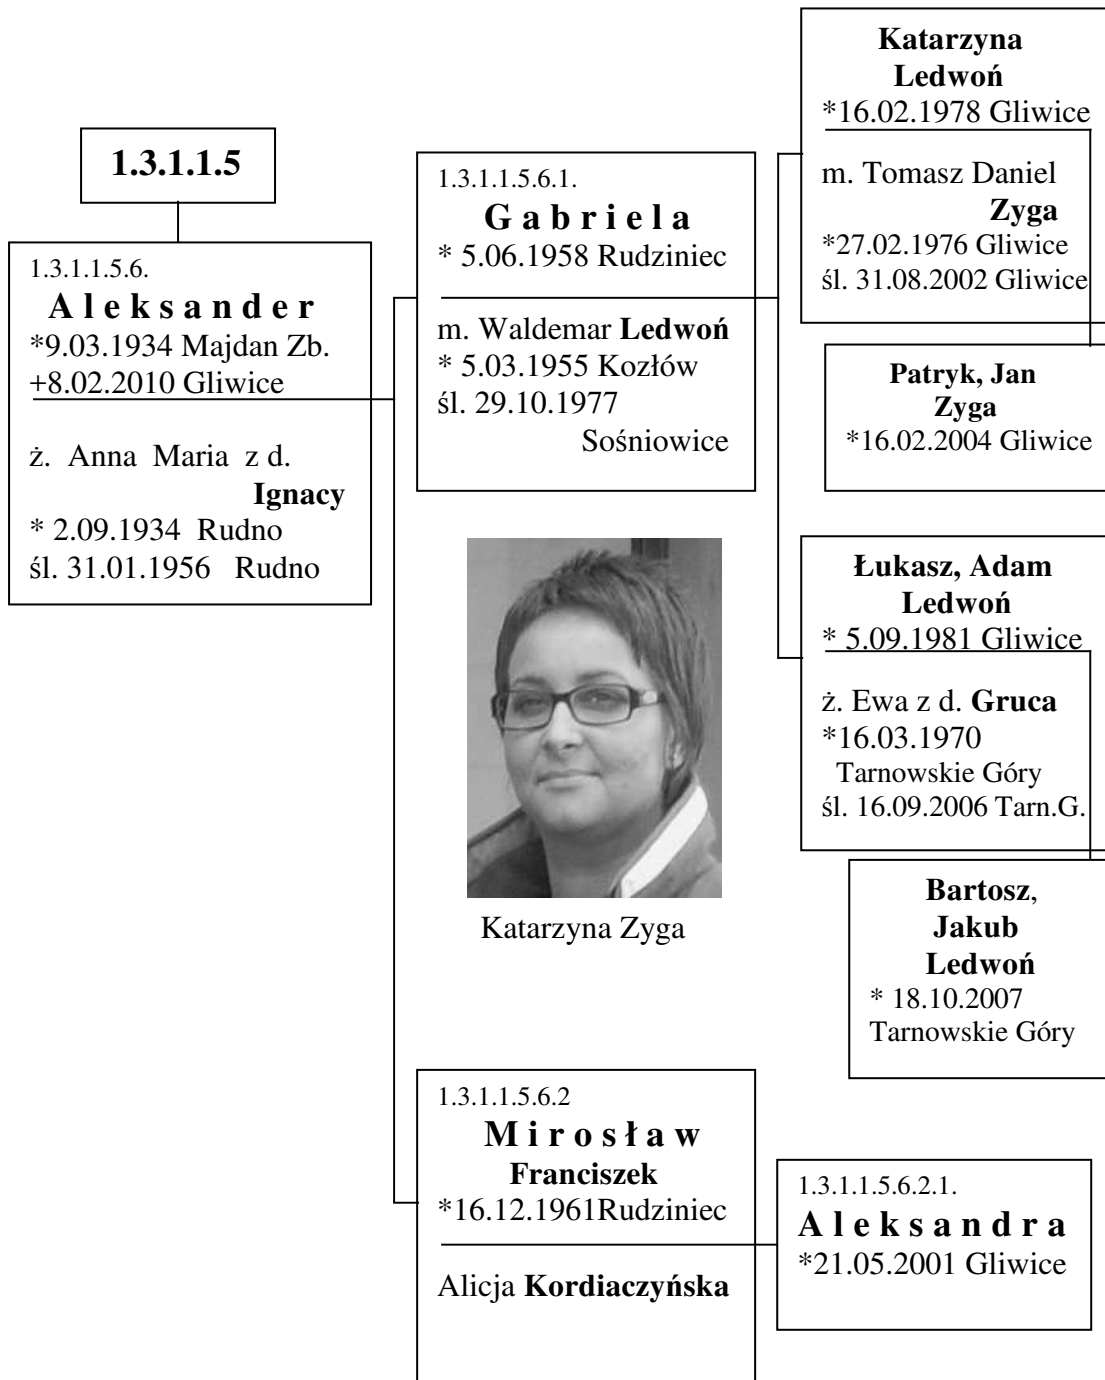 1.3.1.1.5
1.3.1.1.5.6.
Aleksander
*9.03.1934 Majdan Zb.
+8.02.2010 Gliwice
ż. Anna Maria z d.
Ignacy
* 2.09.1934 Rudno
śl. 31.01.1956 Rudno
1.3.1.1.5.6.1.
Gabriela
* 5.06.1958 Rudziniec
m. Waldemar Ledwoń
* 5.03.1955 Kozłów
śl. 29.10.1977
Sośniowice
Katarzyna
Ledwoń
*16.02.1978 Gliwice
m. Tomasz Daniel
Zyga
*27.02.1976 Gliwice
śl. 31.08.2002 Gliwice
Patryk, Jan
Zyga
*16.02.2004 Gliwice
Łukasz, Adam
Ledwoń
* 5.09.1981 Gliwice
ż. Ewa z d. Gruca
*16.03.1970
Tarnowskie Góry
śl. 16.09.2006 Tarn.G.
Bartosz,
Jakub
Ledwoń
* 18.10.2007
Tarnowskie Góry
Katarzyna Zyga
1.3.1.1.5.6.2
Mirosław
Franciszek
*16.12.1961Rudziniec
Alicja Kordiaczyńska
1.3.1.1.5.6.2.1.
Aleksandra
*21.05.2001 Gliwice